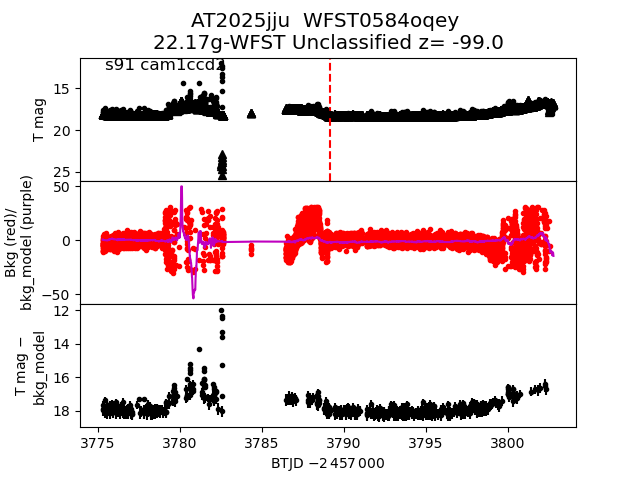 AT2025jju  WFST0584oqey
22.17g-WFST Unclassified z= -99.0
s91 cam1ccd2
T mag
15
20
25
Bkg (red)/
bkg_model (purple)
50
0
−50
T mag −
bkg_model
12
14
16
18
3775 3780 3785 3790 3795 3800
BTJD −2 457 000